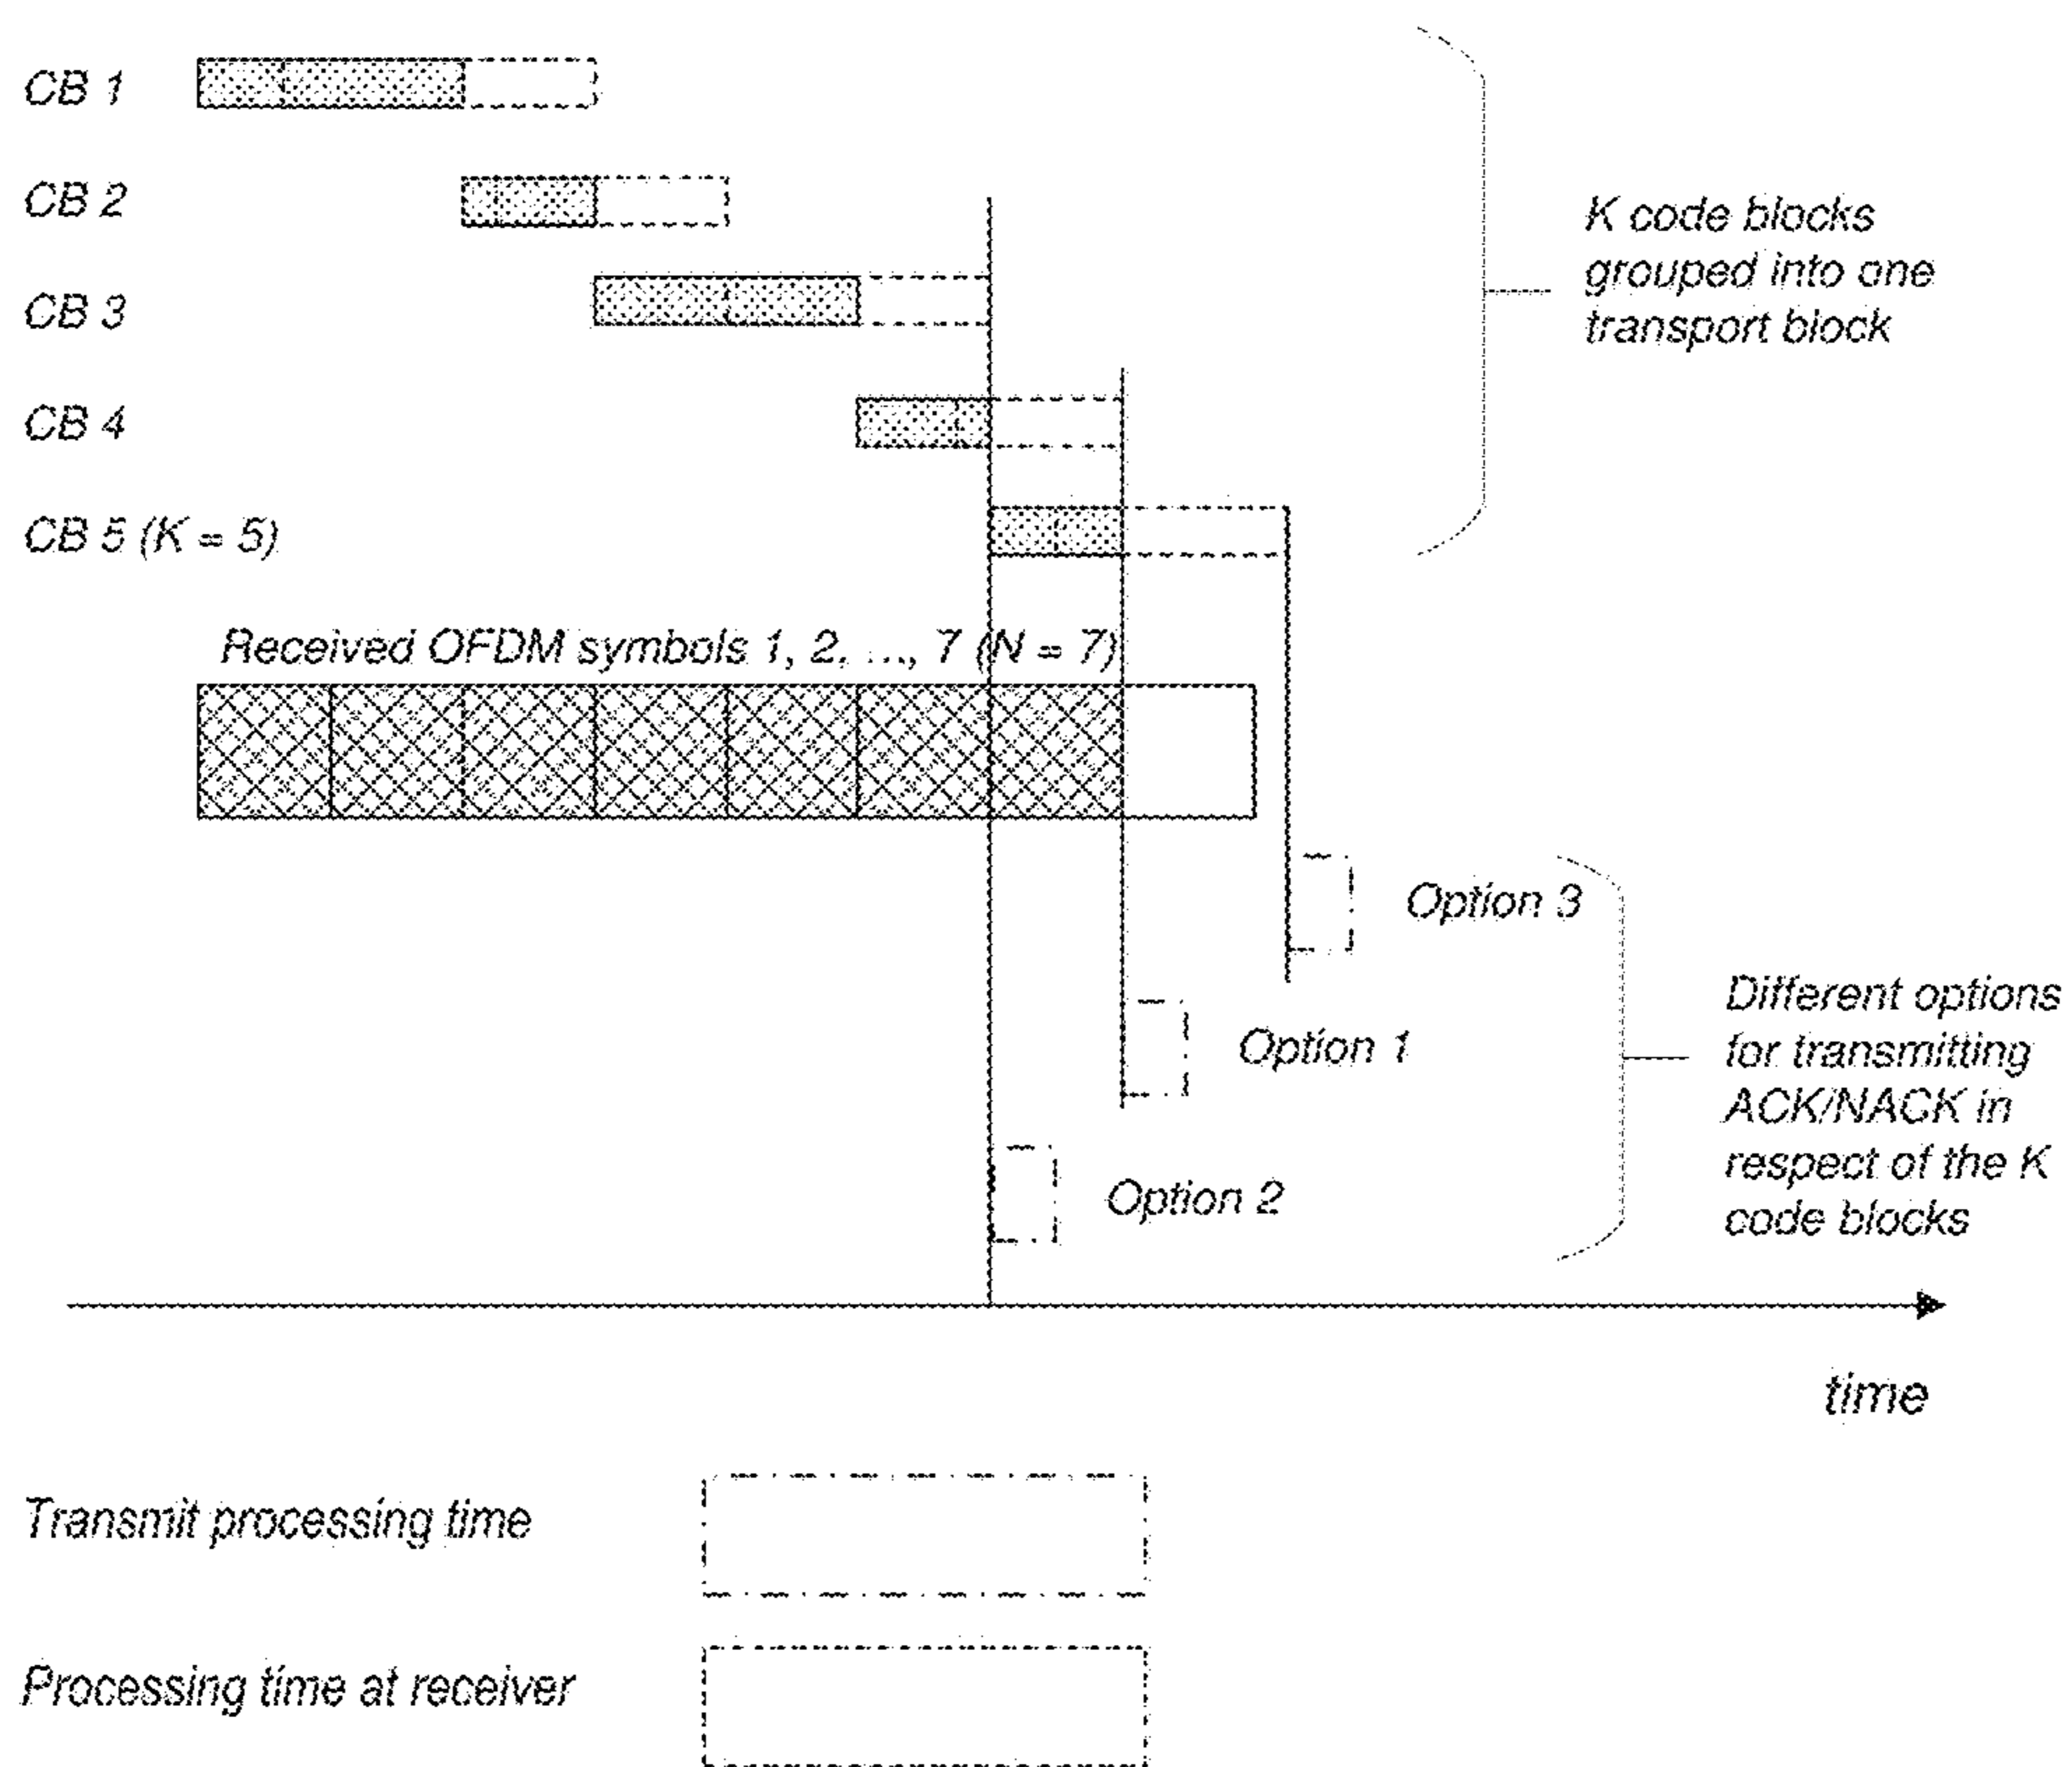 CB 1
CB 2
CB 3
CB 4
CB 5 (K = 5)
K code blocks
grouped into one
transport block
Received OFDM symbols 1, 2, ..., 7 (N = 7)
Option 3
Option 1
Option 2
Different options
for transmitting
ACK/NACK in
respect of the K
code blocks
time
Transmit processing time
Processing time at receiver